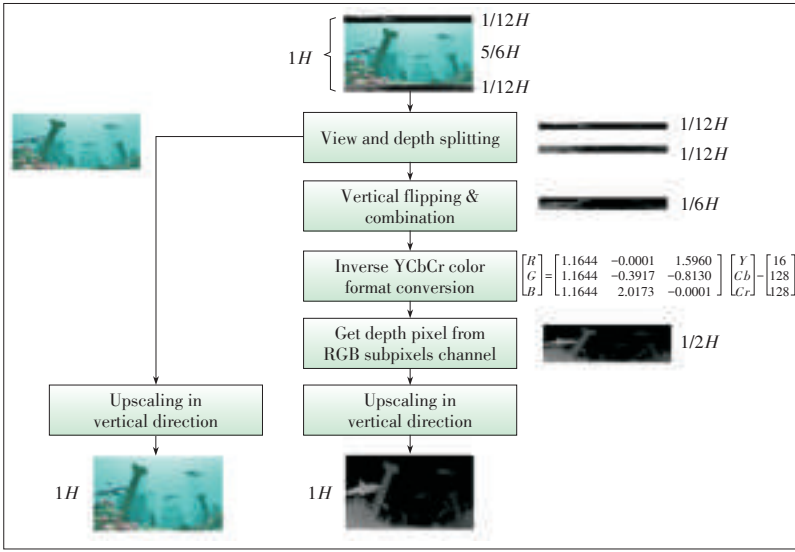 1/12H
1H
5/6H
1/12H
View and depth splitting
1/12H
1/12H
Vertical flipping &
combination
1/6H
Inverse YCbCr color
format conversion
[R] = [1.1644 −0.0001 1.5960] [Y] − [16]
[G] = [1.1644 −0.3917 −0.8130] [Cb] − [128]
[B] = [1.1644 2.0173 −0.0001] [Cr] − [128]
Get depth pixel from
RGB subpixels channel
1/2H
Upscaling in
vertical direction
Upscaling in
vertical direction
1H
1H